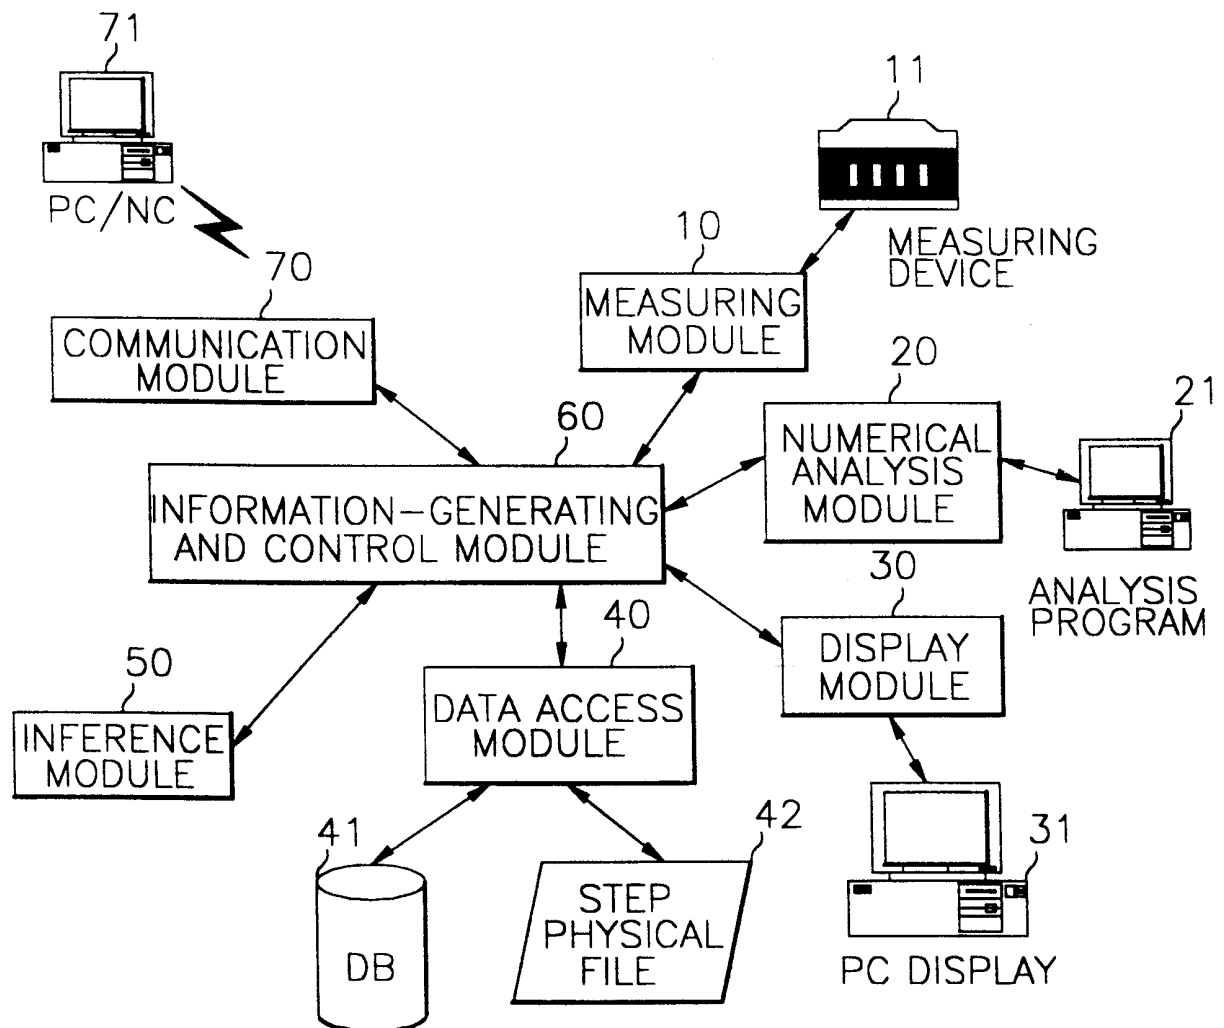 71
PC/NC
11
MEASURING
DEVICE
10
MEASURING
MODULE
70
COMMUNICATION
MODULE
20
NUMERICAL
ANALYSIS
MODULE
21
ANALYSIS
PROGRAM
60
INFORMATION-GENERATING
AND CONTROL MODULE
30
DISPLAY
MODULE
40
DATA ACCESS
MODULE
50
INFERENCE
MODULE
41
DB
42
STEP
PHYSICAL
FILE
31
PC DISPLAY